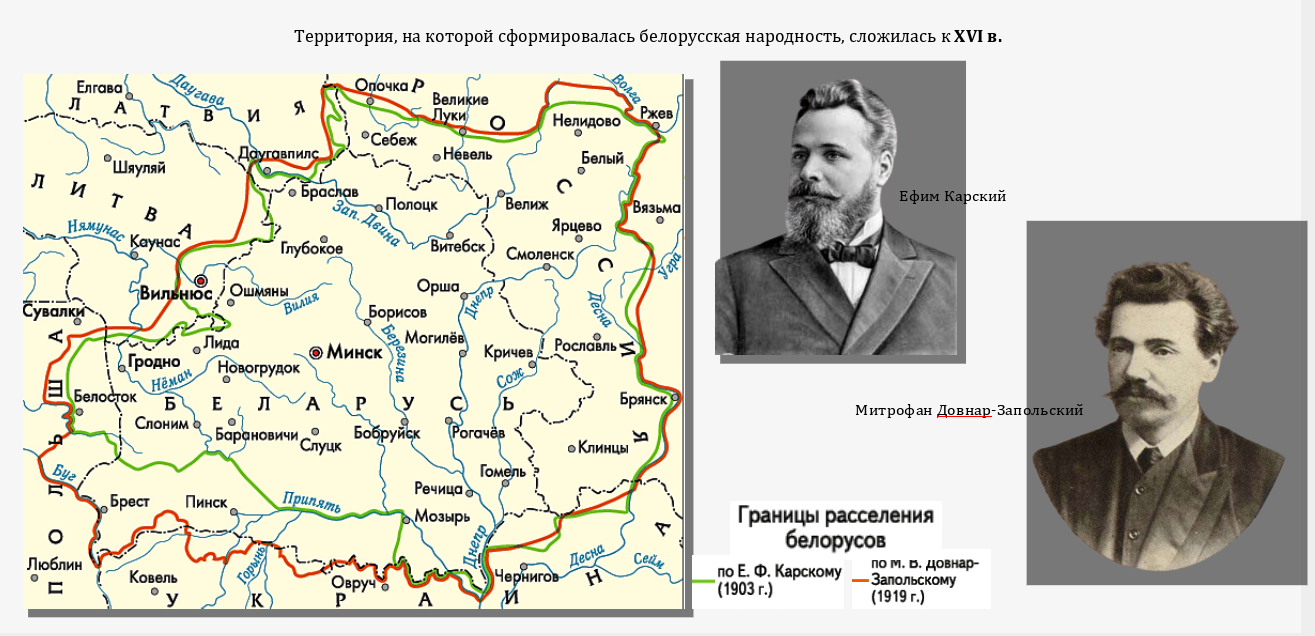 Территория, на которой сформировалась белорусская народность, сложилась к XVI в.
Елгава
Даугава
Опочка
Р
Волга
Л А Т В И Я
Великие
Луки
О
Нелидово
Ржев
Себеж
Невель
Белый
Шяуляй
Даугавпилс
Браслав
С
Л И Т В А
Зап. Двина
Полоцк
Велиж
Вязьма
Нямунас
Каунас
Глубокое
Витебск
Ярцево
Смоленск
С
Угра
Вильнюс
Ошмяны
Вилия
Орша
Днепр
Десна
Сувалки
Борисов
Березина
Могилёв
Кричев
Рославль
И
Лида
Минск
Гродно
Неман
Новогрудок
Сож
Белосток
Б Е Л А Р У С Ь
Брянск
Слоним
Барановичи
Слуцк
Бобруйск
Рогачёв
Я
Клинцы
Буг
Гомель
Речица
Брест
Пинск
Припять
Мозырь
Днепр
Люблин
Ковель
Горынь
Овруч
Чернигов
Десна
Сейм
П О Л Ь Ш А
У К Р А И Н А
Ефим Карский
Митрофан Довнар-Запольский
Границы расселения
белорусов
по Е. Ф. Карскому
(1903 г.)
по М. В. Довнар-
Запольскому
(1919 г.)